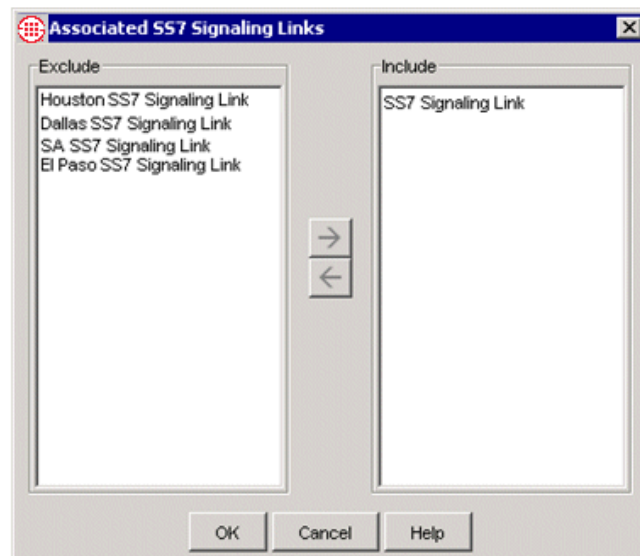 Associated SS7 Signaling Links
Exclude
Houston SS7 Signaling Link
Dallas SS7 Signaling Link
SA SS7 Signaling Link
El Paso SS7 Signaling Link
Include
SS7 Signaling Link
OK
Cancel
Help